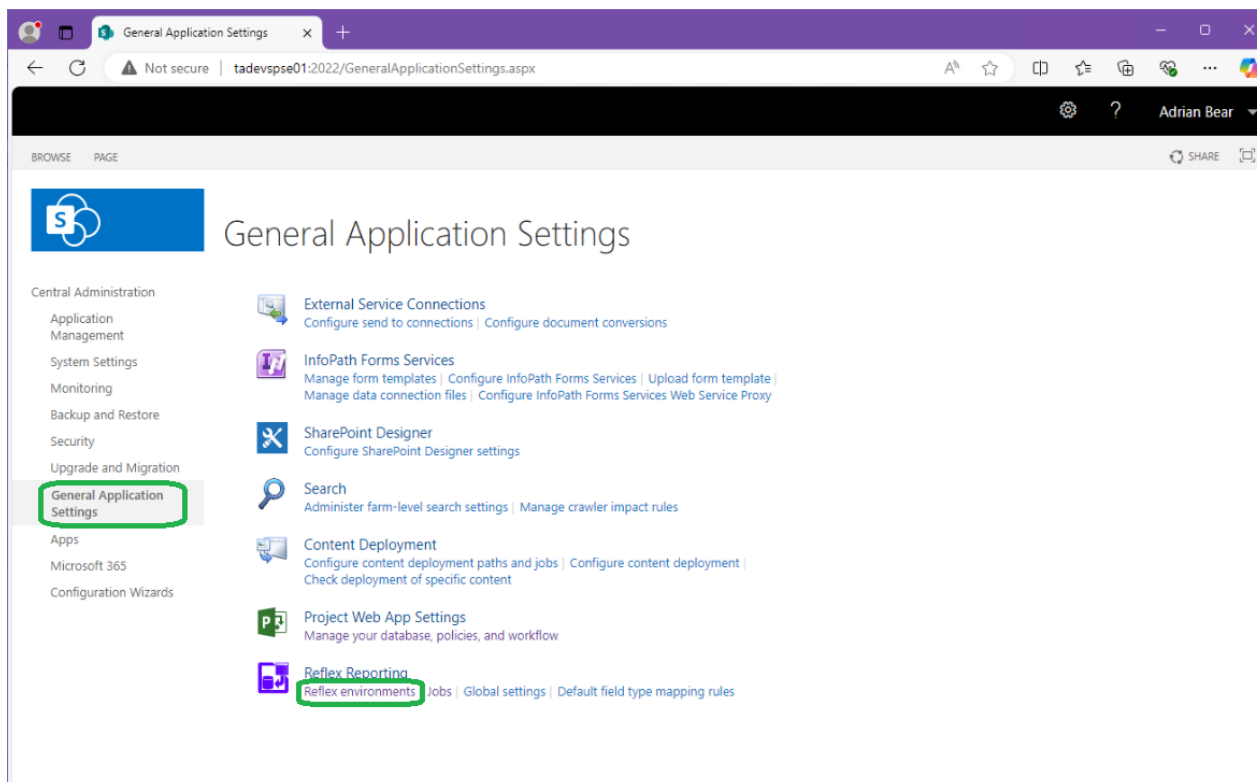 General Application Settings
Not secure | tadevspse01:2022/GeneralApplicationSettings.aspx
Adrian Bear
BROWSE PAGE
SHARE
S
General Application Settings
Central Administration
Application
Management
System Settings
Monitoring
Backup and Restore
Security
Upgrade and Migration
General Application
Settings
Apps
Microsoft 365
Configuration Wizards
External Service Connections
Configure send to connections | Configure document conversions
InfoPath Forms Services
Manage form templates | Configure InfoPath Forms Services | Upload form template |
Manage data connection files | Configure InfoPath Forms Services Web Service Proxy
SharePoint Designer
Configure SharePoint Designer settings
Search
Administer farm-level search settings | Manage crawler impact rules
Content Deployment
Configure content deployment paths and jobs | Configure content deployment |
Check deployment of specific content
Project Web App Settings
Manage your database, policies, and workflow
Reflex Reporting
Reflex environments Jobs | Global settings | Default field type mapping rules